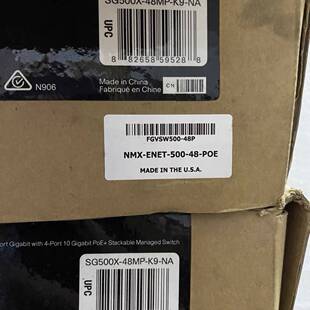 SG500X-48MP-K9-NA
UPC
8 82658 59528
N906
Made in China
Fabriqué en Chine
CN
FGVSW500-48P
NMX-ENET-500-48-POE
MADE IN THE U.S.A.
ort Gigabit with 4-Port 10 Gigabit PoE+ Stackable Managed Switch
SG500X-48MP-K9-NA
UPC